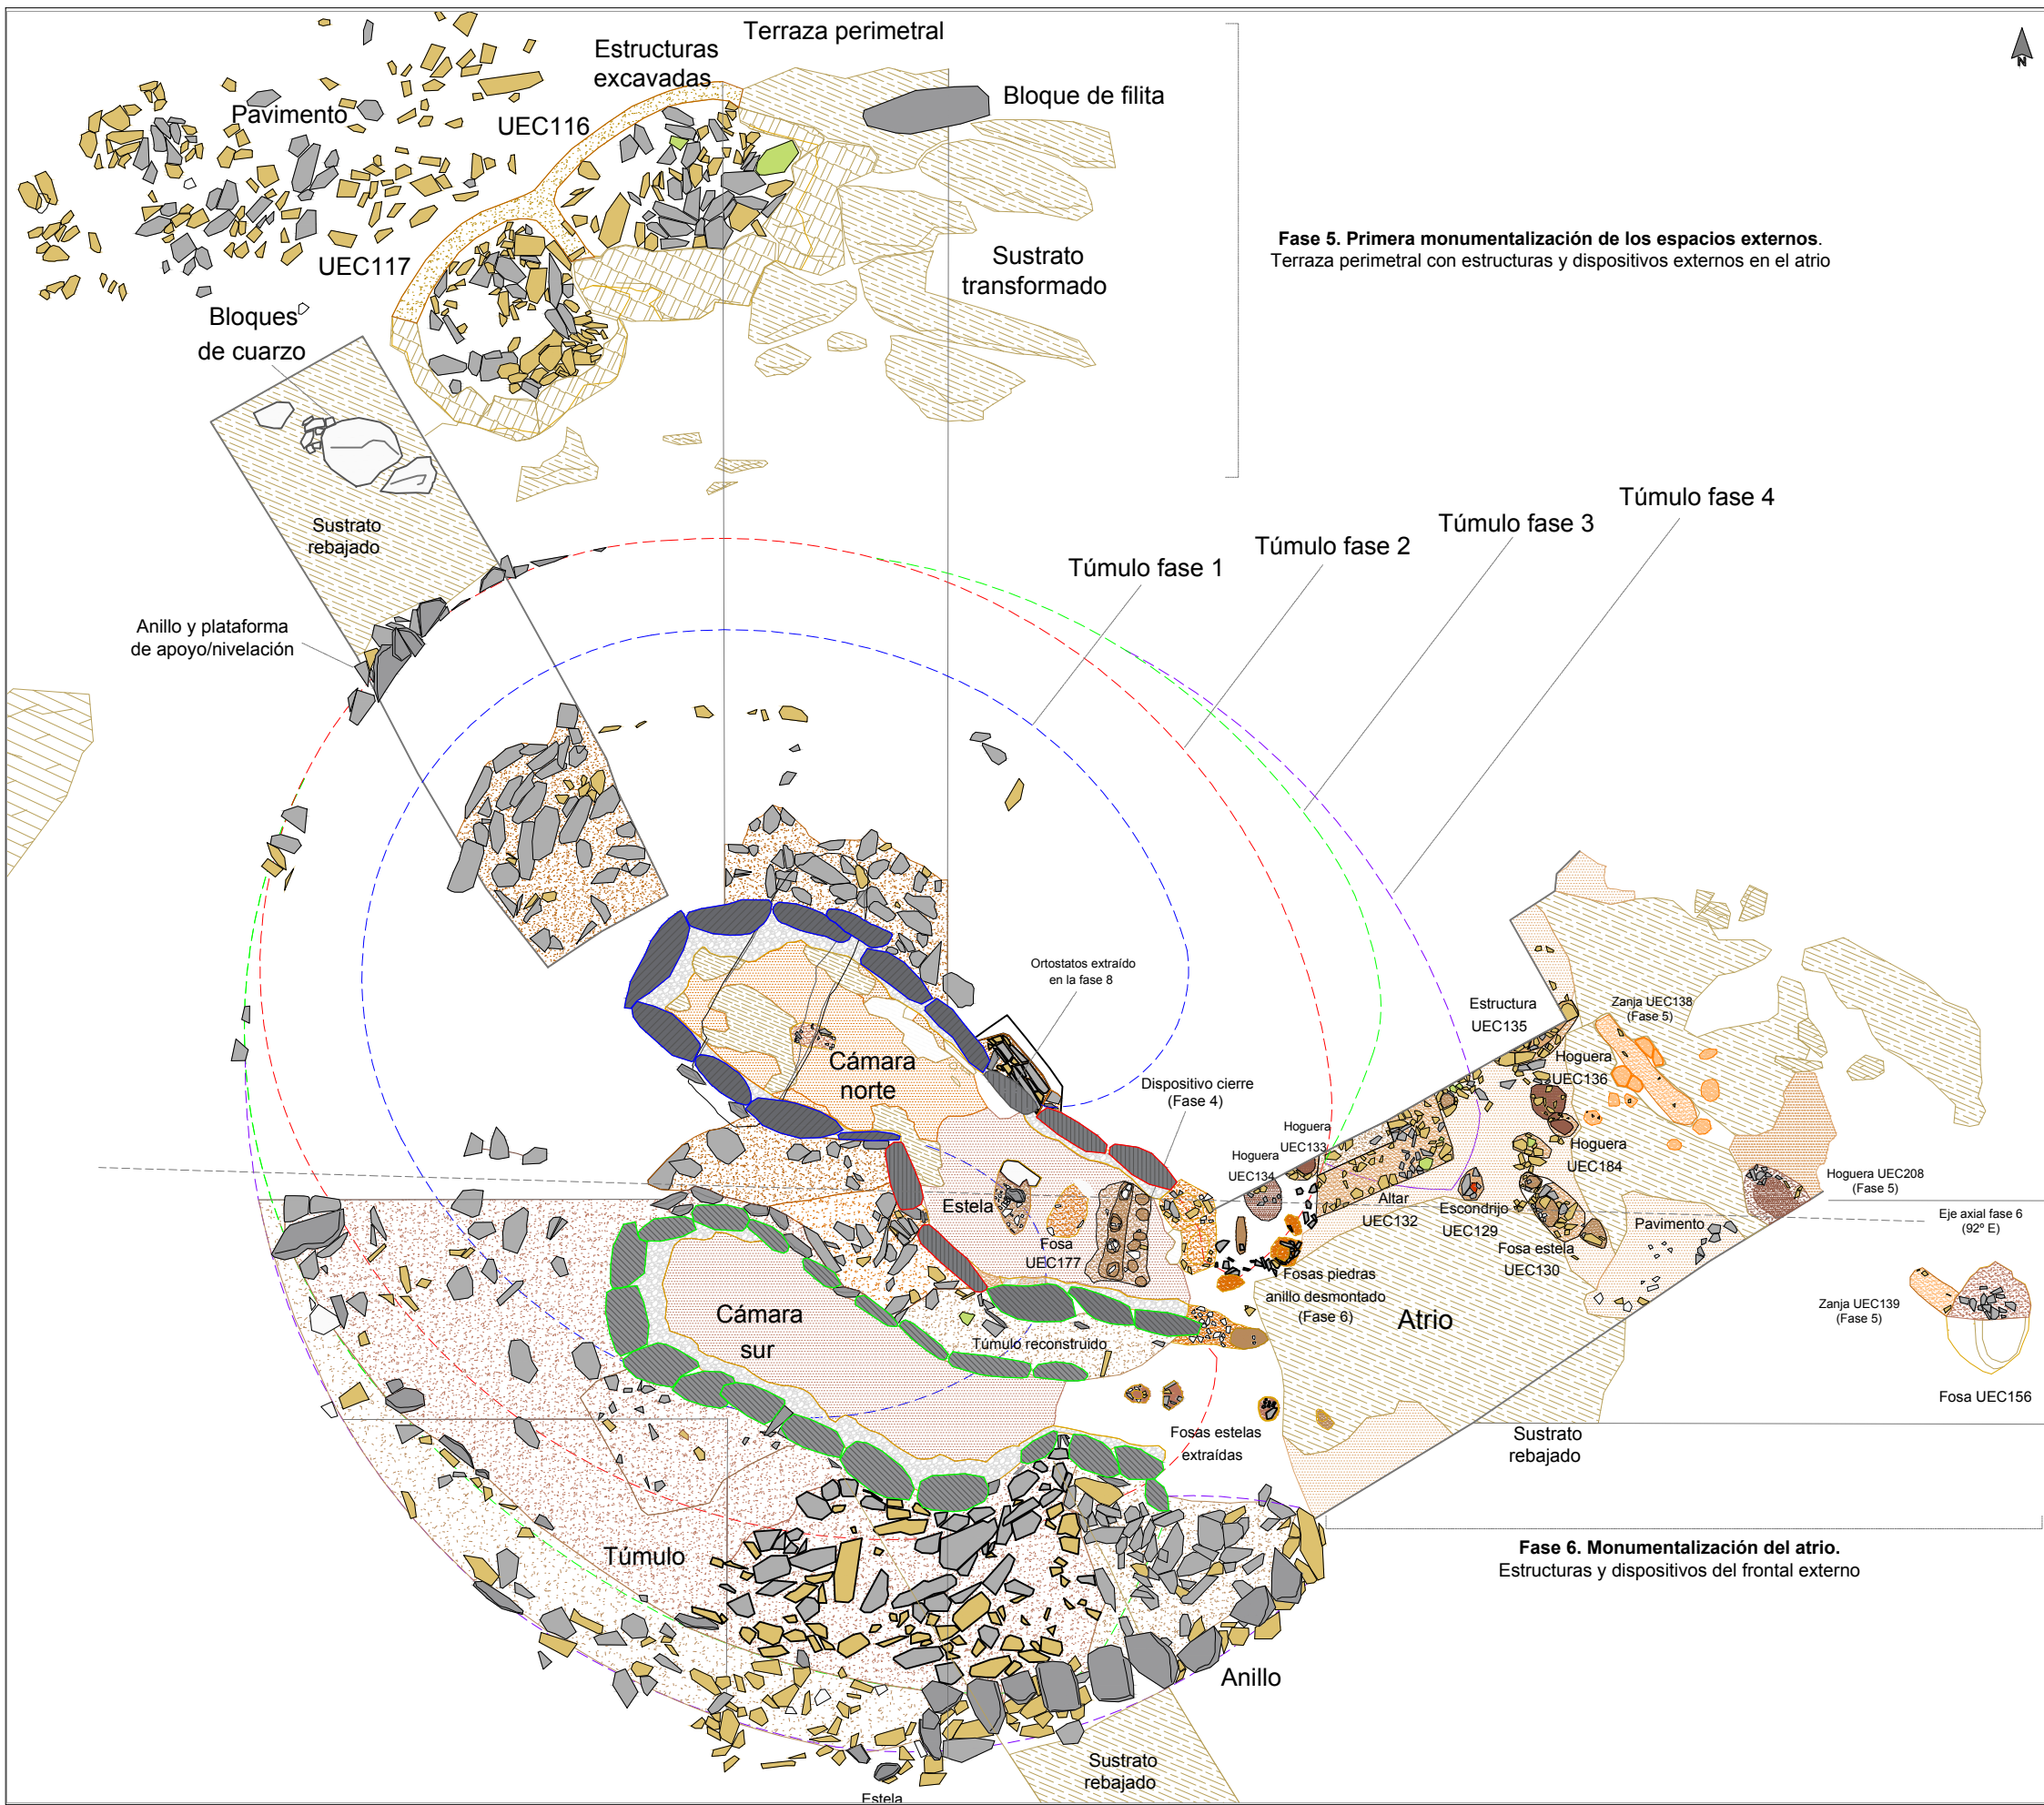 Terraza perimetral
Estructuras
excavadas
Bloque de filita
N
Pavimento
UEC116
UEC117
Sustrato
transformado
Fase 5. Primera monumentalización de los espacios externos.
Terraza perimetral con estructuras y dispositivos externos en el atrio
Bloques
de cuarzo
Sustrato
rebajado
Túmulo fase 4
Túmulo fase 3
Túmulo fase 2
Túmulo fase 1
Anillo y plataforma
de apoyo/nivelación
Ortostatos extraído
en la fase 8
Cámara
norte
Dispositivo cierre
(Fase 4)
Estructura
UEC135
Zanja UEC138
(Fase 5)
Hoguera
UEC136
Hoguera
UEC133
Hoguera
UEC134
Hoguera
UEC184
Hoguera UEC208
(Fase 5)
Estela
Altar
UEC132
Escondrijo
UEC129
Pavimento
Eje axial fase 6
(92º E)
Fosa
UEC177
Fosa estela
UEC130
Fosas piedras
anillo desmontado
(Fase 6)
Atrio
Zanja UEC139
(Fase 5)
Cámara
sur
Túmulo reconstruido
Fosa UEC156
Fosas estelas
extraídas
Sustrato
rebajado
Túmulo
Fase 6. Monumentalización del atrio.
Estructuras y dispositivos del frontal externo
Anillo
Sustrato
rebajado
Estela